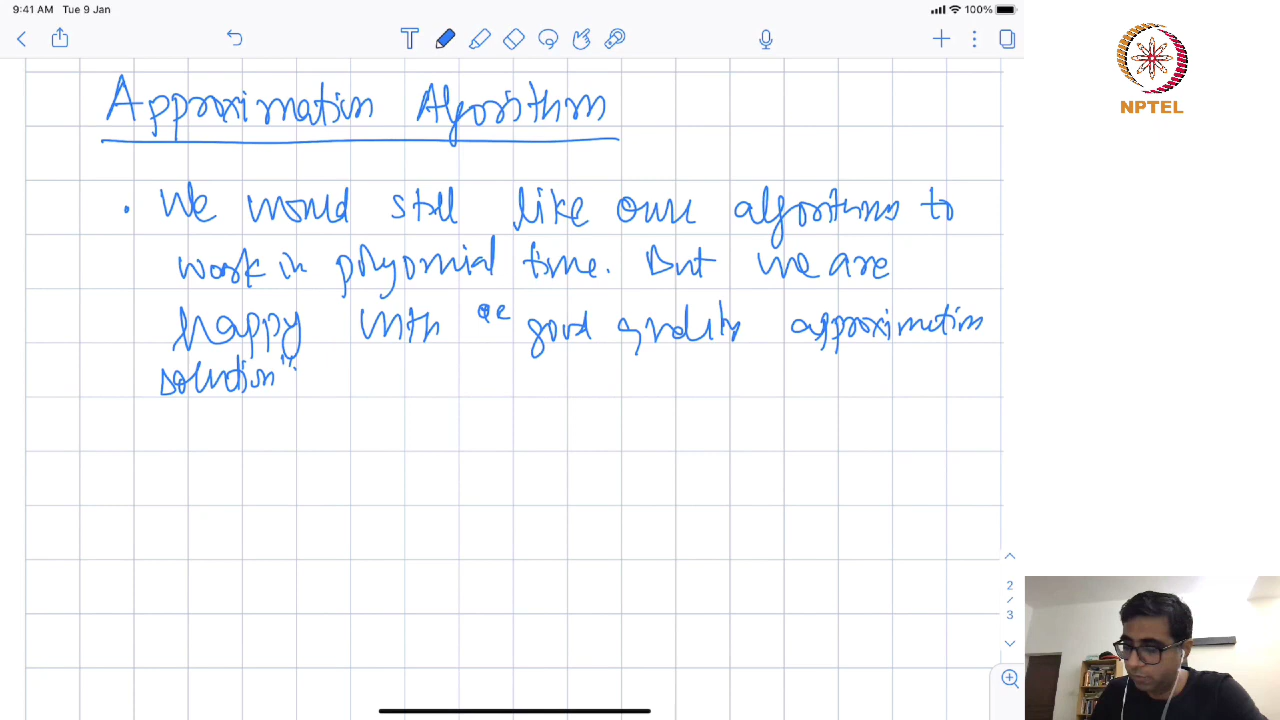 9:41 AM Tue 9 Jan
100%
NPTEL
Approximation Algorithm
• We would still like our algorithms to
work in polyomial time. But we are
happy with "good quality approximation
solution".
2
3